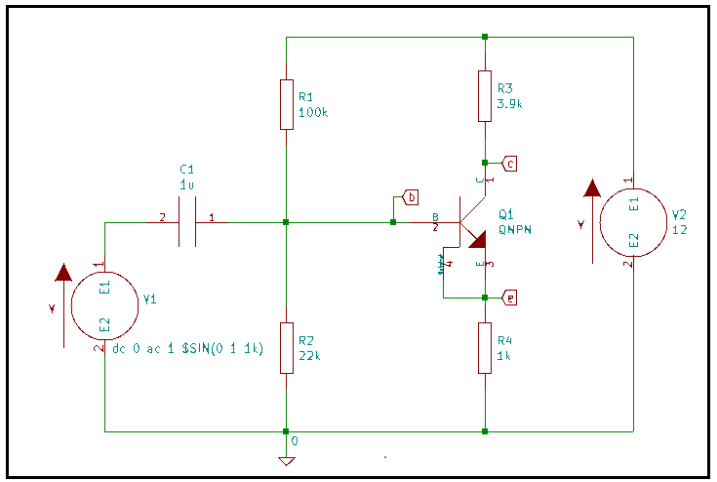 R1
100k
R3
3.9k
c
C
1
C1
1u
b
2
1
B
2
Q1
QNPN
1
E1
V
V2
12
E2
2
4
E
3
e
1
E1
V
V1
E2
2
dc 0 ac 1 $SIN(0 1 1k)
R2
22k
R4
1k
0